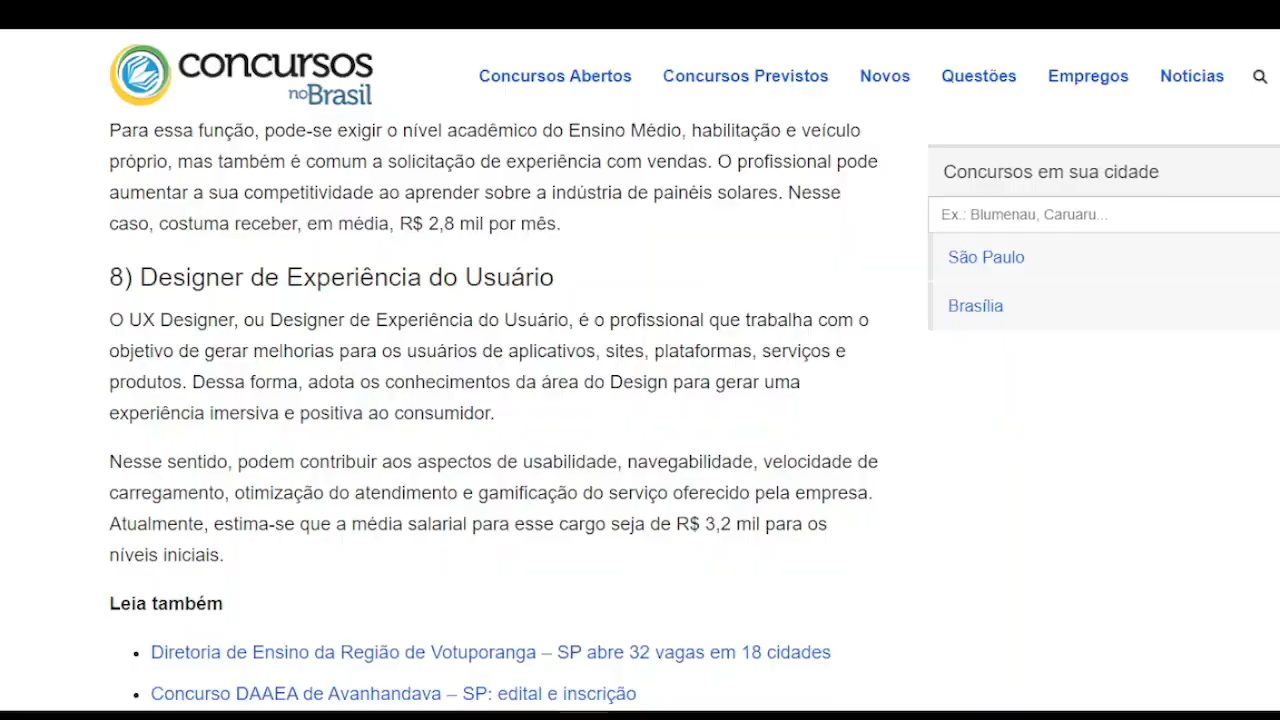 concursos
no Brasil
Concursos Abertos Concursos Previstos Novos Questões Empregos Noticias
Para essa função, pode-se exigir o nível acadêmico do Ensino Médio, habilitação e veículo
próprio, mas também é comum a solicitação de experiência com vendas. O profissional pode
aumentar a sua competitividade ao aprender sobre a indústria de painéis solares. Nesse
caso, costuma receber, em média, R$ 2,8 mil por mês.
8) Designer de Experiência do Usuário
O UX Designer, ou Designer de Experiência do Usuário, é o profissional que trabalha com o
objetivo de gerar melhorias para os usuários de aplicativos, sites, plataformas, serviços e
produtos. Dessa forma, adota os conhecimentos da área do Design para gerar uma
experiência imersiva e positiva ao consumidor.
Nesse sentido, podem contribuir aos aspectos de usabilidade, navegabilidade, velocidade de
carregamento, otimização do atendimento e gamificação do serviço oferecido pela empresa.
Atualmente, estima-se que a média salarial para esse cargo seja de R$ 3,2 mil para os
níveis iniciais.
Leia também
• Diretoria de Ensino da Região de Votuporanga – SP abre 32 vagas em 18 cidades
• Concurso DAAEA de Avanhandava – SP: edital e inscrição
Concursos em sua cidade
Ex.: Blumenau, Caruaru...
São Paulo
Brasília